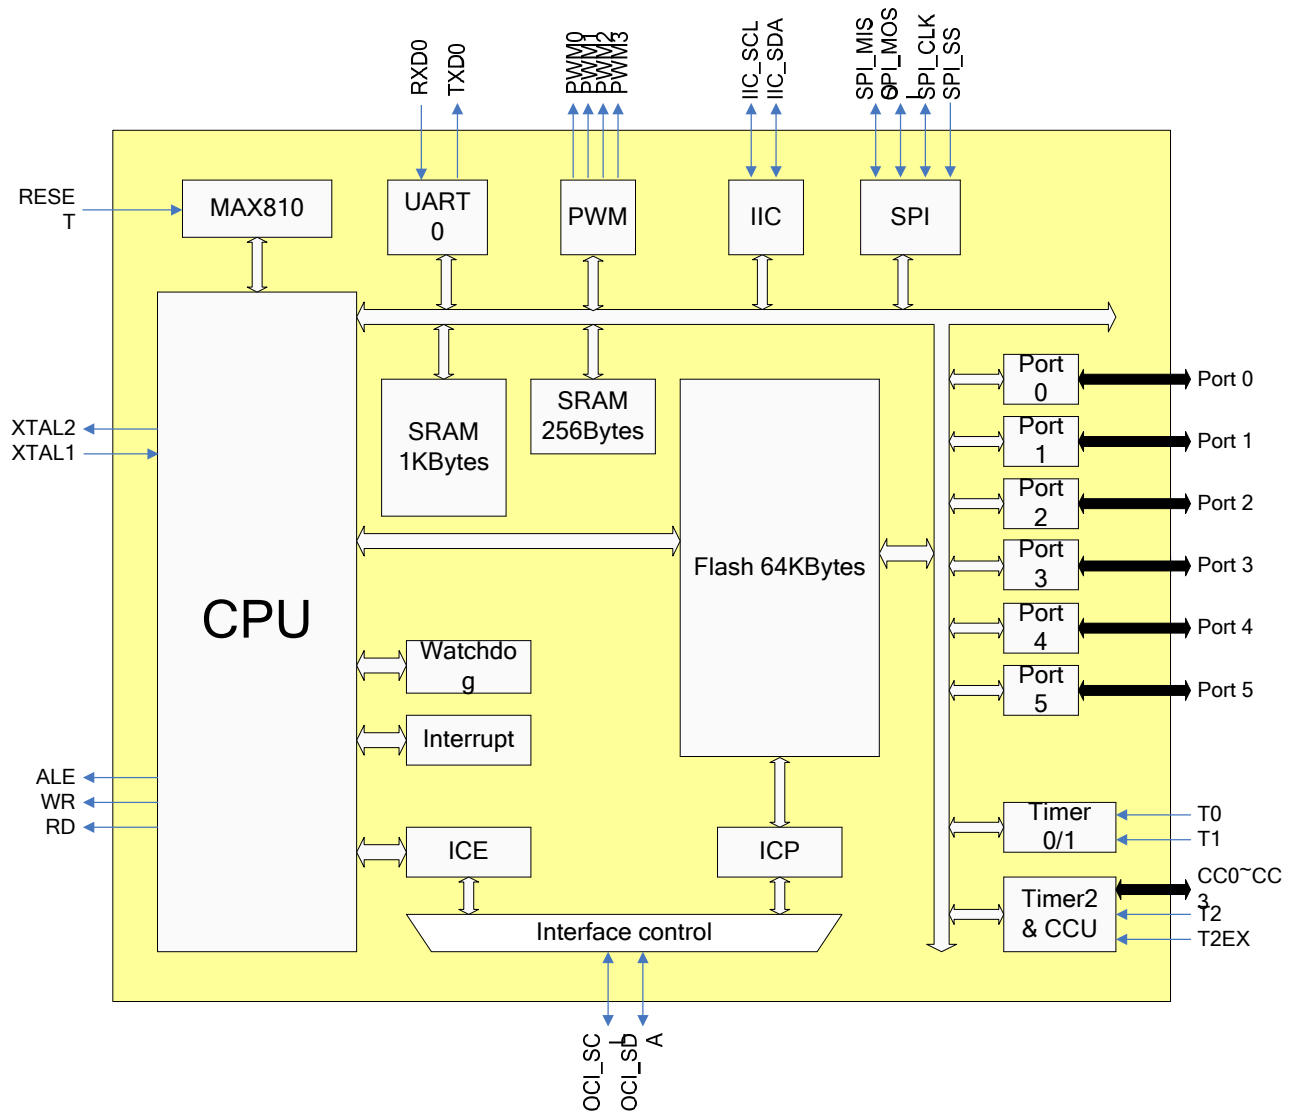 RXD0
TXD0
PWM0
PWM1
PWM2
PWM3
IIC_SCL
IIC_SDA
SPI_MIS
O
SPI_MOS
I
SPI_CLK
SPI_SS
RESE
T
MAX810
UART
0
PWM
IIC
SPI
XTAL2
XTAL1
CPU
SRAM
1KBytes
SRAM
256Bytes
Flash 64KBytes
Port
0
Port 0
Port
1
Port 1
Port
2
Port 2
Port
3
Port 3
Port
4
Port 4
Port
5
Port 5
Watchdo
g
Interrupt
ALE
WR
RD
ICE
ICP
Timer
0/1
T0
T1
Timer2
& CCU
CC0~CC
3
T2
T2EX
Interface control
OCI_SC
L
OCI_SD
A